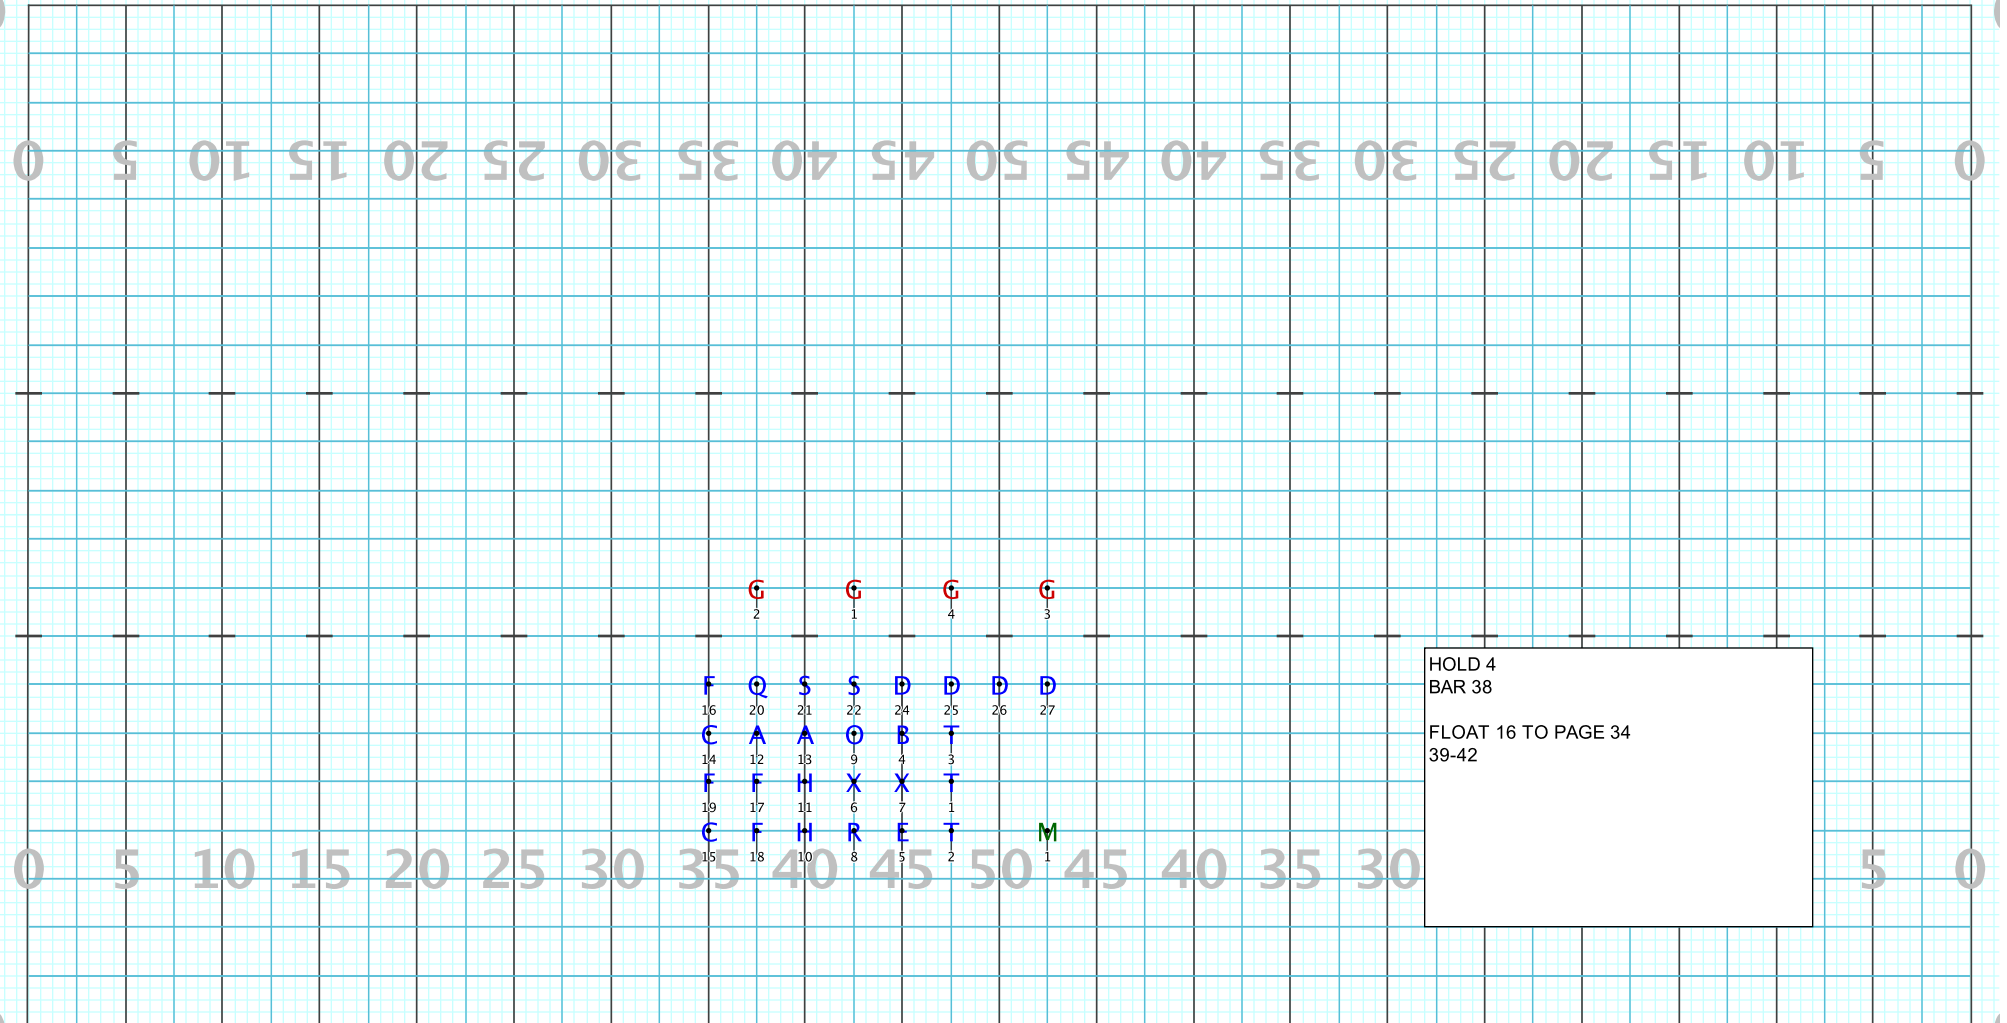 0 5 10 15 20 25 30 35 40 45 50 45 40 35 30 25 20 15 10 5 0
G G G G
2 1 4 3
F Q S S D D D D
16 20 21 22 24 25 26 27
C A A O B T
14 12 13 9 4 3
F F H X X T
19 17 11 6 7 1
C F H R E T M
15 18 10 8 5 2 1
0 5 10 15 20 25 30 35 40 45 50 45 40 35 30 5 0
HOLD 4
BAR 38
FLOAT 16 TO PAGE 34
39-42